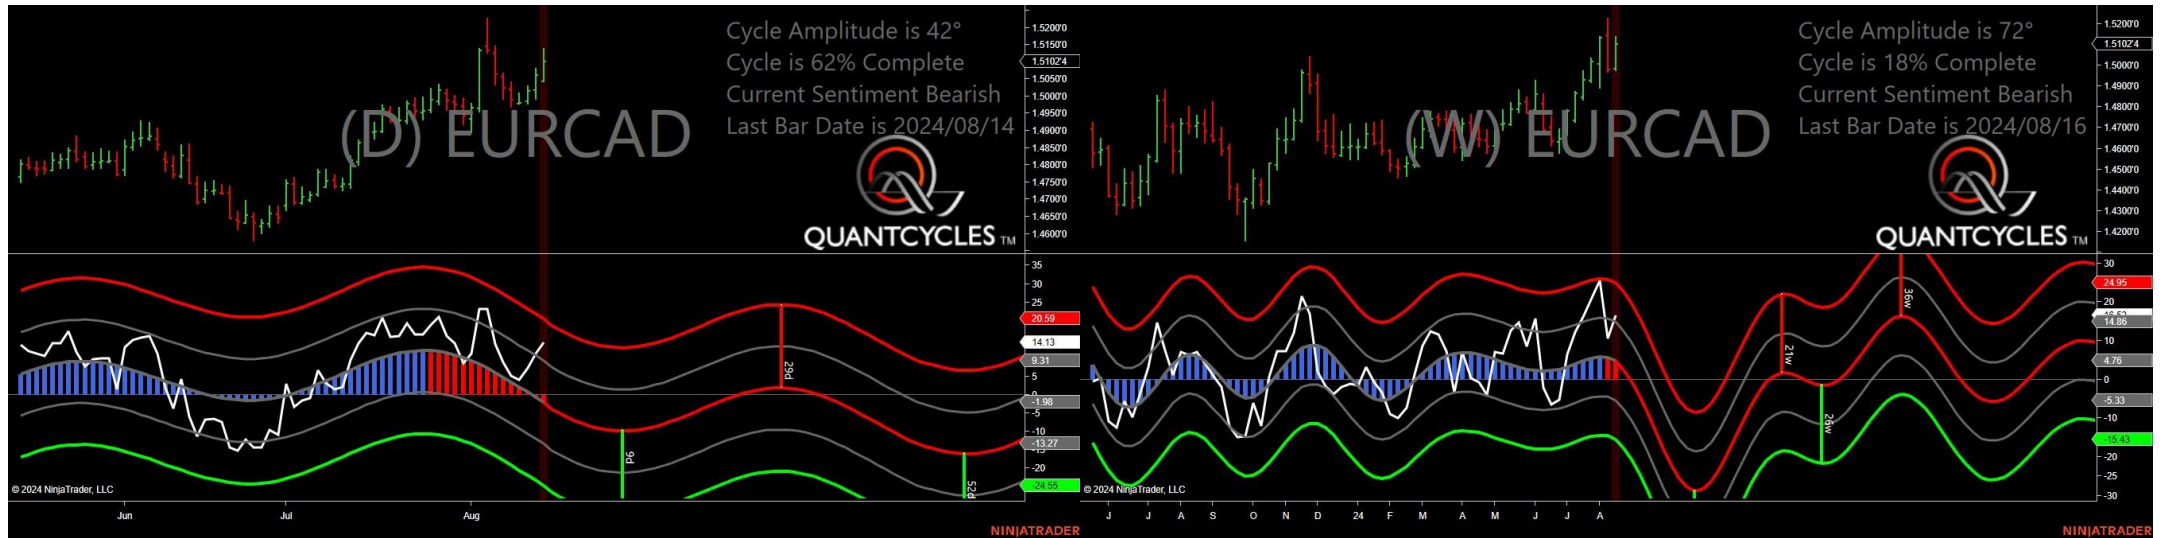 Cycle Amplitude is 42°
Cycle is 62% Complete
Current Sentiment Bearish
Last Bar Date is 2024/08/14
(D) EURCAD
QUANTCYCLES TM
1.5200'0
1.5150'0
1.5102'4
1.5050'0
1.5000'0
1.4950'0
1.4900'0
1.4850'0
1.4800'0
1.4750'0
1.4700'0
1.4650'0
1.4600'0
35
30
25
20.59
14.13
9.31
5
0
-1.98
-5
-10
-13.27
-20
-24.55
9d
29d
52d
© 2024 NinjaTrader, LLC
Jun Jul Aug
NINJATRADER
Cycle Amplitude is 72°
Cycle is 18% Complete
Current Sentiment Bearish
Last Bar Date is 2024/08/16
(W) EURCAD
QUANTCYCLES TM
1.5200'0
1.5102'4
1.5000'0
1.4900'0
1.4800'0
1.4700'0
1.4600'0
1.4500'0
1.4400'0
1.4300'0
1.4200'0
30
24.95
20
14.86
10
4.76
0
-5.33
-10
-15.43
-20
-25
-30
21w
26w
36w
© 2024 NinjaTrader, LLC
J J A S O N D 24 F M A M J J A
NINJATRADER